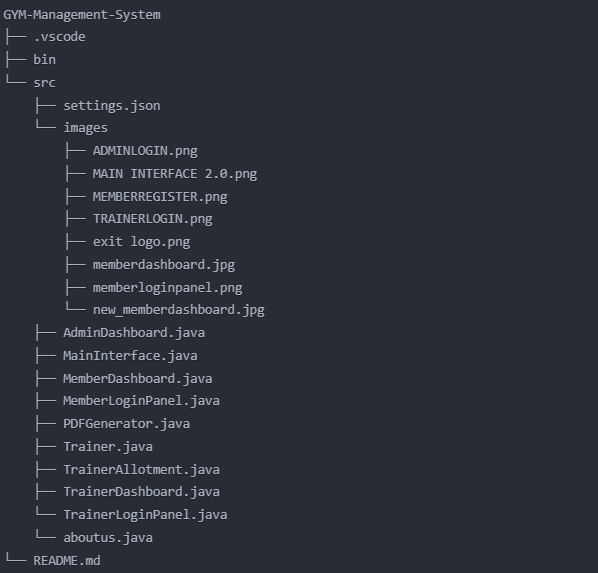 GYM-Management-System
├── .vscode
├── bin
└── src
    ├── settings.json
    └── images
        ├── ADMINLOGIN.png
        ├── MAIN INTERFACE 2.0.png
        ├── MEMBERREGISTER.png
        ├── TRAINERLOGIN.png
        ├── exit logo.png
        ├── memberdashboard.jpg
        ├── memberloginpanel.png
        └── new_memberdashboard.jpg
    ├── AdminDashboard.java
    ├── MainInterface.java
    ├── MemberDashboard.java
    ├── MemberLoginPanel.java
    ├── PDFGenerator.java
    ├── Trainer.java
    ├── TrainerAllotment.java
    ├── TrainerDashboard.java
    └── TrainerLoginPanel.java
    └── aboutus.java
└── README.md